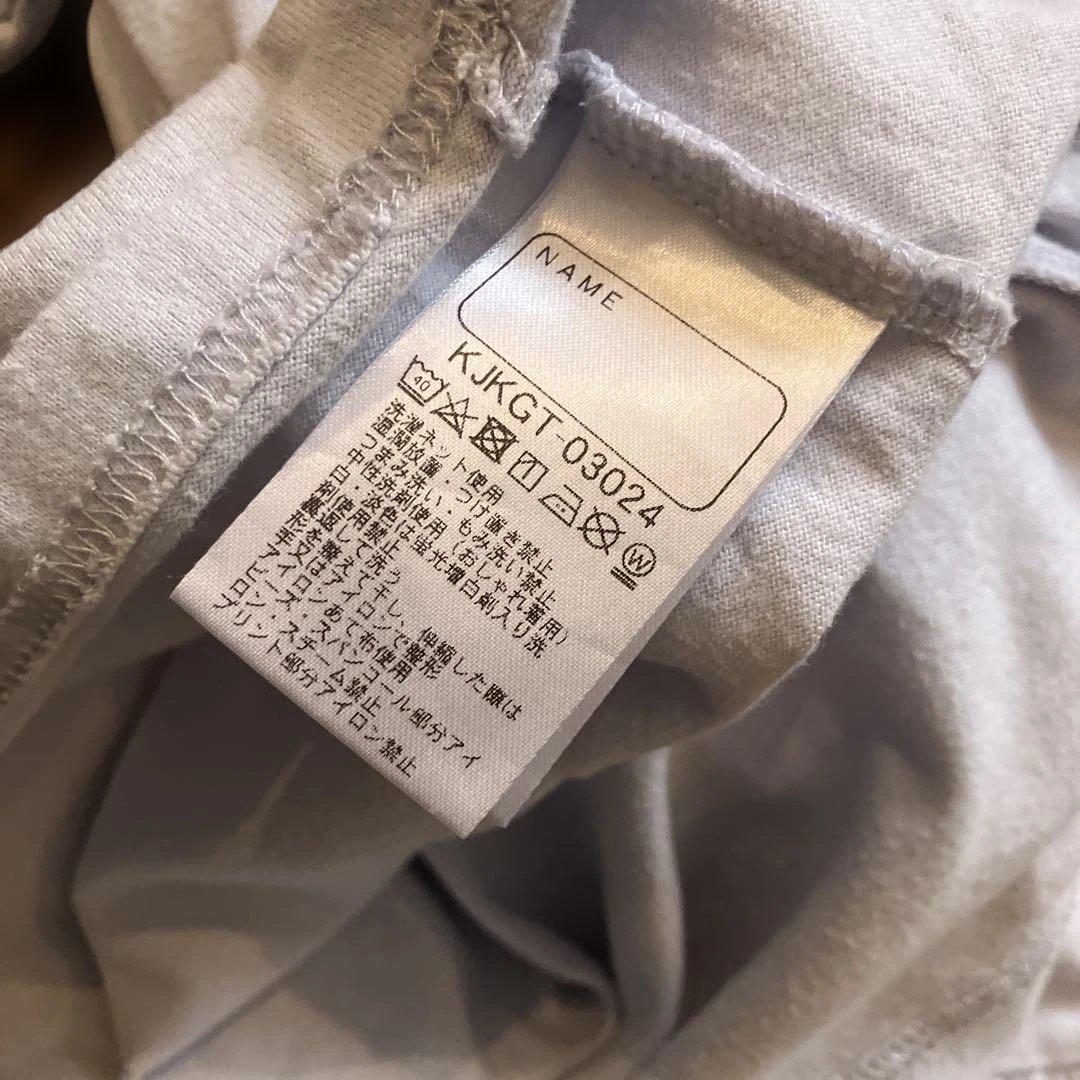 NAME
KJKGT-03024
40 W
洗濯ネット使用
湿潤放置・つけ置き禁止
つまみ洗い・もみ洗い禁止
中性洗剤使用(おしゃれ着用)
白・淡色は蛍光増白剤入り洗
剤使用禁止
裏返して洗う
形を整えて干し、伸縮した際は
手又はアイロンで整形
アイロンあて布使用
ビーズ・スパンコール部分アイ
ロン・スチーム禁止
プリント部分アイロン禁止